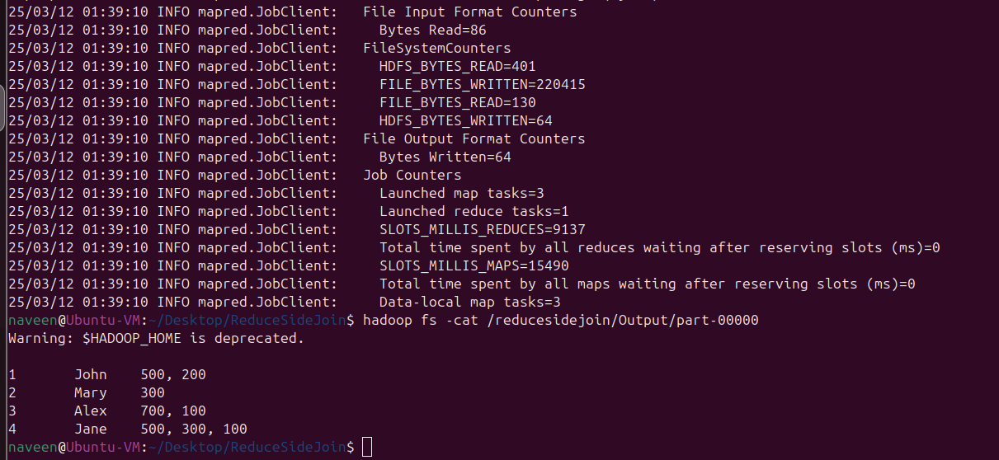 25/03/12 01:39:10 INFO mapred.JobClient:   File Input Format Counters
25/03/12 01:39:10 INFO mapred.JobClient:     Bytes Read=86
25/03/12 01:39:10 INFO mapred.JobClient:   FileSystemCounters
25/03/12 01:39:10 INFO mapred.JobClient:     HDFS_BYTES_READ=401
25/03/12 01:39:10 INFO mapred.JobClient:     FILE_BYTES_WRITTEN=220415
25/03/12 01:39:10 INFO mapred.JobClient:     FILE_BYTES_READ=130
25/03/12 01:39:10 INFO mapred.JobClient:     HDFS_BYTES_WRITTEN=64
25/03/12 01:39:10 INFO mapred.JobClient:   File Output Format Counters
25/03/12 01:39:10 INFO mapred.JobClient:     Bytes Written=64
25/03/12 01:39:10 INFO mapred.JobClient:   Job Counters
25/03/12 01:39:10 INFO mapred.JobClient:     Launched map tasks=3
25/03/12 01:39:10 INFO mapred.JobClient:     Launched reduce tasks=1
25/03/12 01:39:10 INFO mapred.JobClient:     SLOTS_MILLIS_REDUCES=9137
25/03/12 01:39:10 INFO mapred.JobClient:     Total time spent by all reduces waiting after reserving slots (ms)=0
25/03/12 01:39:10 INFO mapred.JobClient:     SLOTS_MILLIS_MAPS=15490
25/03/12 01:39:10 INFO mapred.JobClient:     Total time spent by all maps waiting after reserving slots (ms)=0
25/03/12 01:39:10 INFO mapred.JobClient:     Data-local map tasks=3
naveen@Ubuntu-VM:~/Desktop/ReduceSideJoin$ hadoop fs -cat /reducesidejoin/Output/part-00000
Warning: $HADOOP_HOME is deprecated.

1       John    500, 200
2       Mary    300
3       Alex    700, 100
4       Jane    500, 300, 100
naveen@Ubuntu-VM:~/Desktop/ReduceSideJoin$